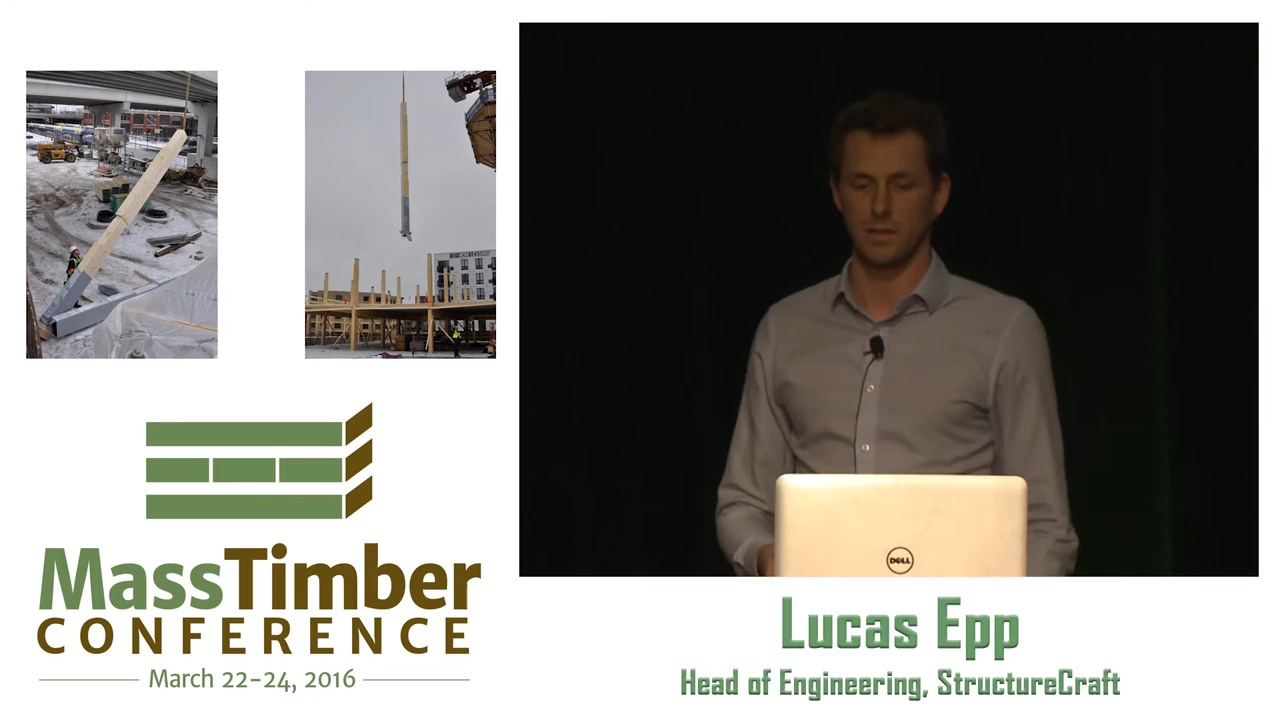 MassTimber
CONFERENCE
March 22-24, 2016
DELL
Lucas Epp
Head of Engineering, StructureCraft